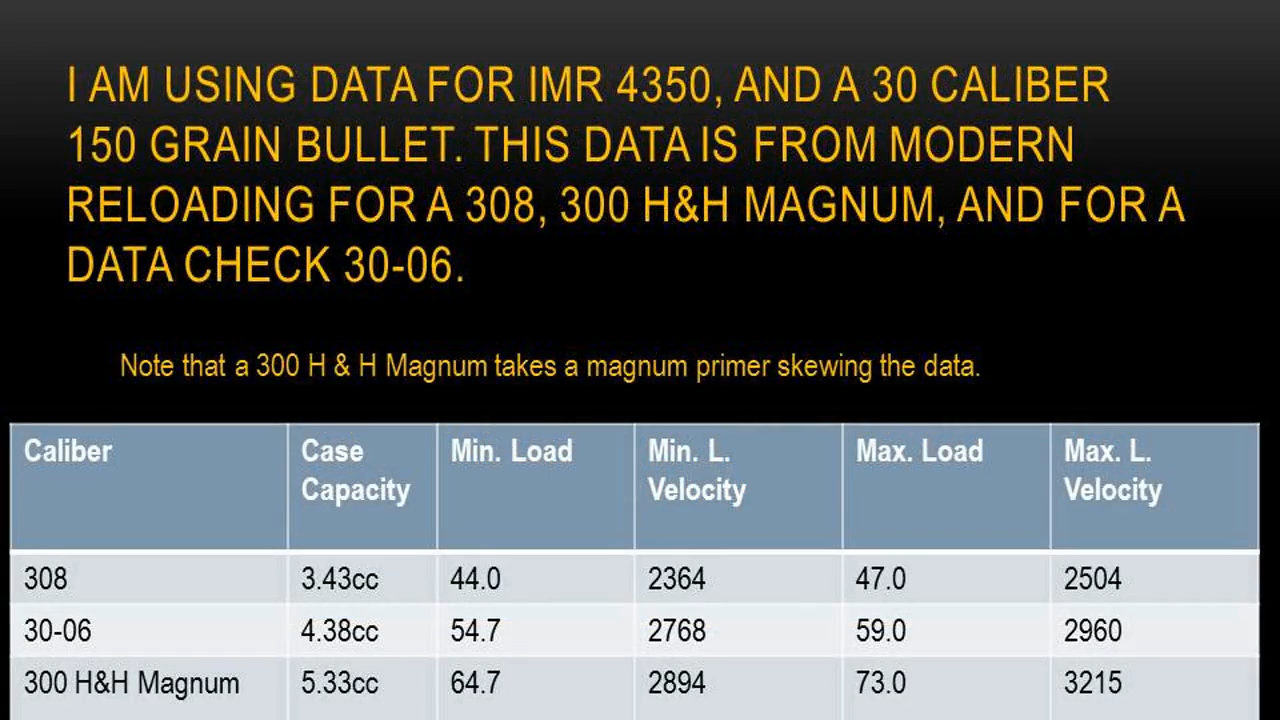 I AM USING DATA FOR IMR 4350, AND A 30 CALIBER
150 GRAIN BULLET. THIS DATA IS FROM MODERN
RELOADING FOR A 308, 300 H&H MAGNUM, AND FOR A
DATA CHECK 30-06.
Note that a 300 H & H Magnum takes a magnum primer skewing the data.
Caliber Case Capacity Min. Load Min. L. Velocity Max. Load Max. L. Velocity
308 3.43cc 44.0 2364 47.0 2504
30-06 4.38cc 54.7 2768 59.0 2960
300 H&H Magnum 5.33cc 64.7 2894 73.0 3215